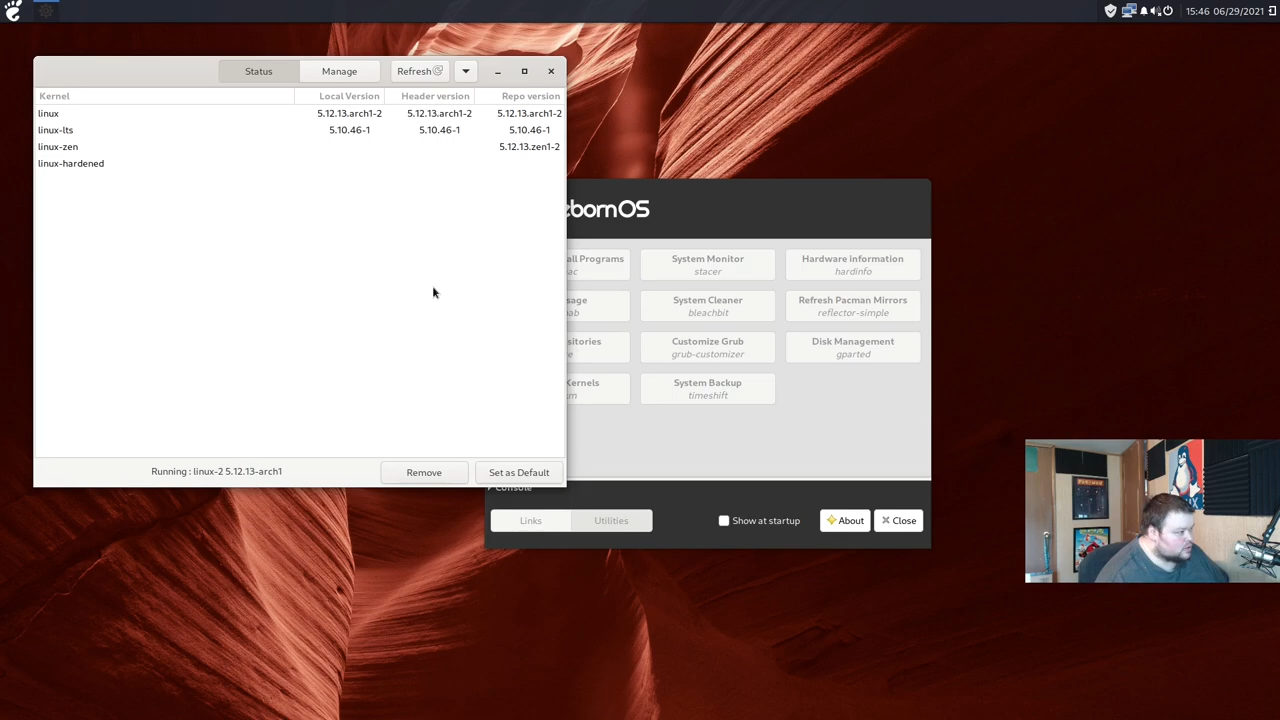 15:46 06/29/2021
Status Manage Refresh
Kernel Local Version Header version Repo version
linux 5.12.13.arch1-2 5.12.13.arch1-2 5.12.13.arch1-2
linux-lts 5.10.46-1 5.10.46-1 5.10.46-1
linux-zen 5.12.13.zen1-2
linux-hardened
Running : linux-2 5.12.13-arch1 Remove Set as Default
bornOS
all Programs System Monitor Hardware information
ac stacer hardinfo
sage System Cleaner Refresh Pacman Mirrors
ab bleachbit reflector-simple
sitories Customize Grub Disk Management
e grub-customizer gparted
Kernels System Backup
m timeshift
Console
Links Utilities Show at startup About Close